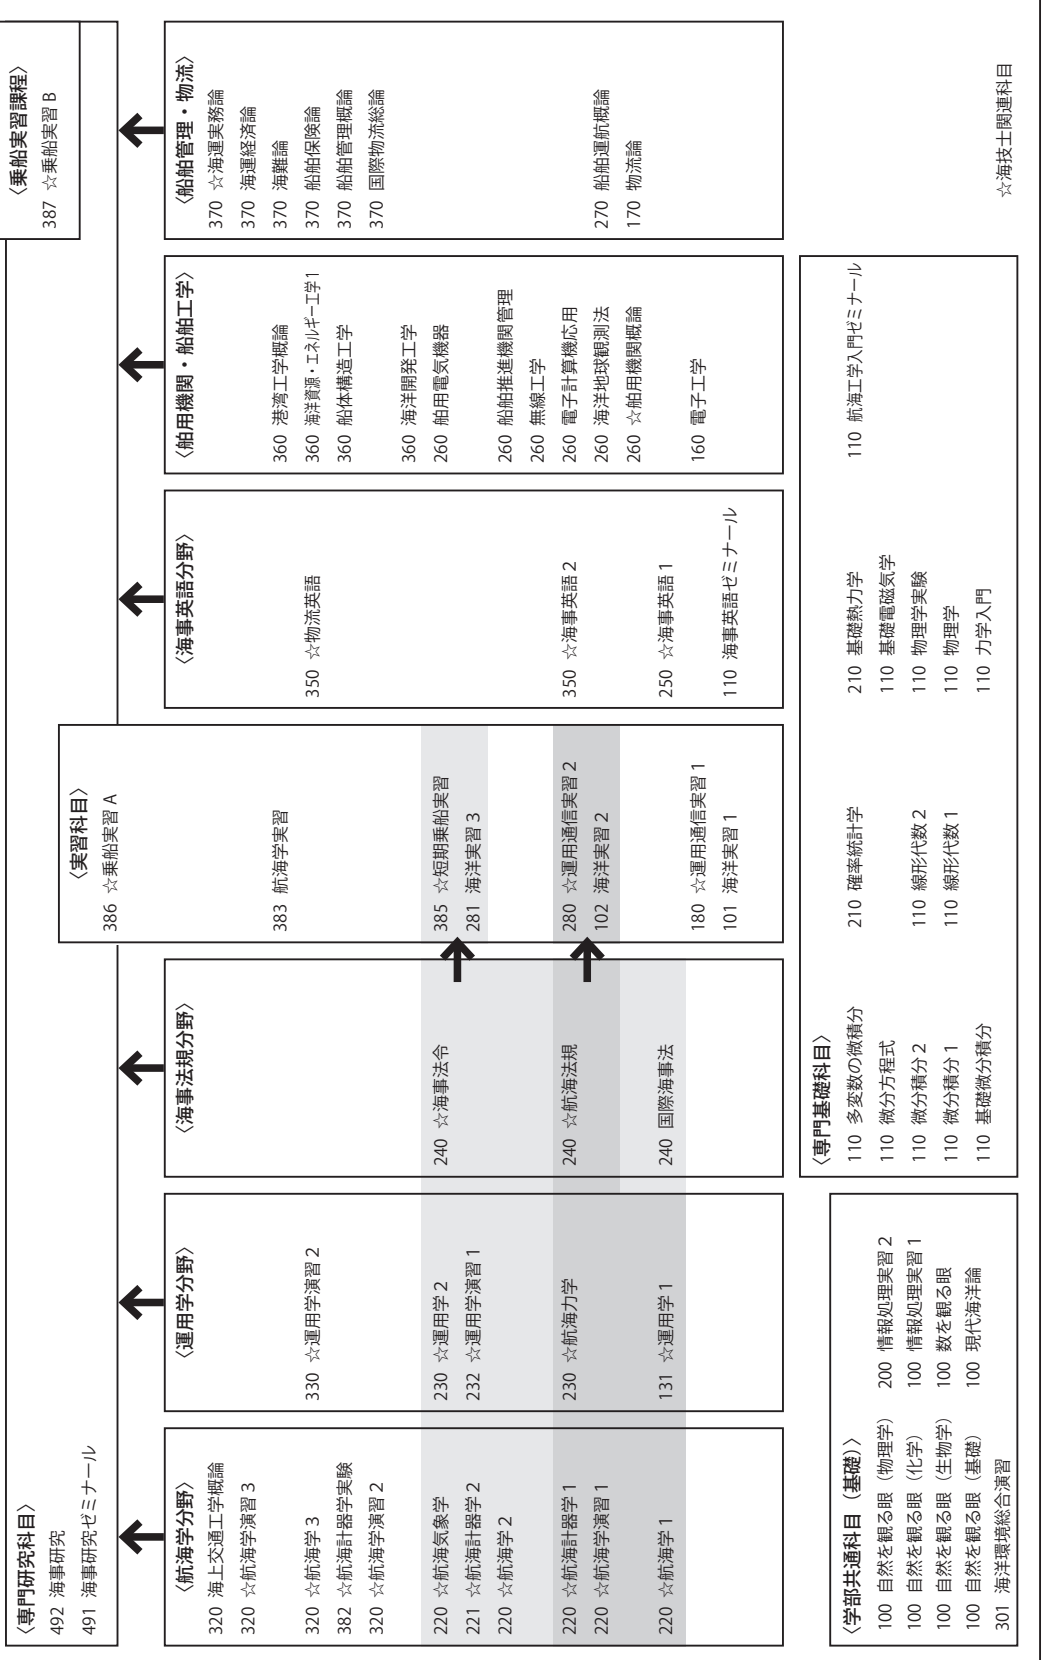 〈専門研究科目〉
492 海事研究
491 海事研究ゼミナール
〈乗船実習課程〉
387 ☆乗船実習 B
〈航海学分野〉
320 海上交通工学概論
320 ☆航海学演習 3
320 ☆航海学 3
382 ☆航海計器学実験
320 ☆航海学演習 2
220 ☆航海気象学
221 ☆航海計器学 2
220 ☆航海学 2
220 ☆航海計器学 1
220 ☆航海学演習 1
220 ☆航海学 1
〈運用学分野〉
330 ☆運用学演習 2
230 ☆運用学 2
232 ☆運用学演習 1
230 ☆航海力学
131 ☆運用学 1
〈海事法規分野〉
240 ☆海事法令
240 ☆航海法規
240 国際海事法
〈実習科目〉
386 ☆乗船実習 A
383 航海学実習
385 ☆短期乗船実習
281 海洋実習 3
280 ☆運用通信実習 2
102 海洋実習 2
180 ☆運用通信実習 1
101 海洋実習 1
〈海事英語分野〉
350 ☆物流英語
350 ☆海事英語 2
250 ☆海事英語 1
110 海事英語ゼミナール
〈舶用機関・船舶工学〉
360 港湾工学概論
360 海洋資源・エネルギー工学1
360 船体構造工学
360 海洋開発工学
260 舶用電気機器
260 船舶推進機関管理
260 無線工学
260 電子計算機応用
260 海洋地球観測法
260 ☆舶用機関概論
160 電子工学
〈船舶管理・物流〉
370 ☆海運実務論
370 海運経済論
370 海難論
370 船舶保険論
370 船舶管理概論
370 国際物流総論
270 船舶運航概論
170 物流論
〈学部共通科目（基礎）〉
100 自然を観る眼（物理学）
100 自然を観る眼（化学）
100 自然を観る眼（生物学）
100 自然を観る眼（基礎）
301 海洋環境総合演習
200 情報処理実習 2
100 情報処理実習 1
100 数を観る眼
100 現代海洋論
〈専門基礎科目〉
110 多変数の微積分
110 微分方程式
110 微分積分 2
110 微分積分 1
110 基礎微分積分
210 確率統計学
110 線形代数 2
110 線形代数 1
210 基礎熱力学
110 基礎電磁気学
110 物理学実験
110 物理学
110 力学入門
110 航海工学入門ゼミナール
☆海技士関連科目